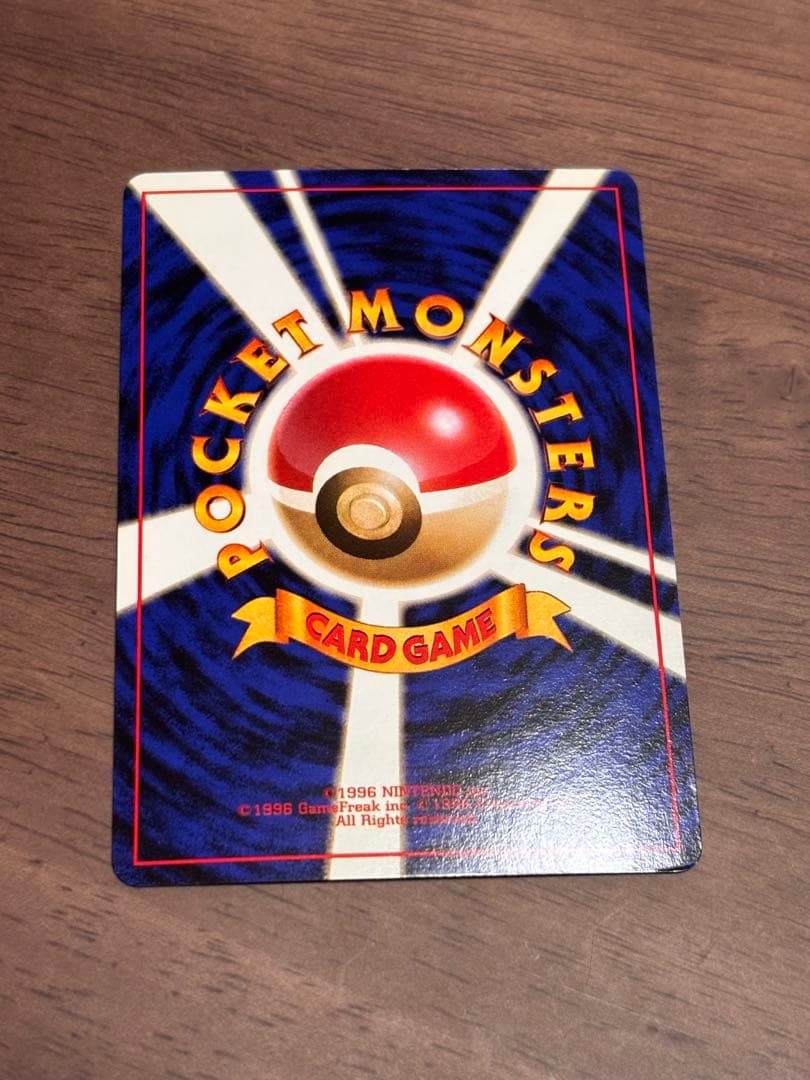 POCKET MONSTERS
CARD GAME
©1996 NINTENDO
©1996 GameFreak inc.
All Rights reserved